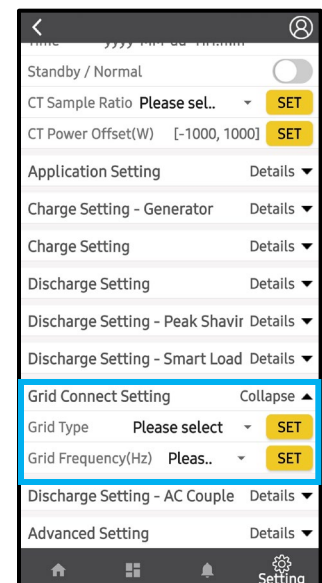 Standby / Normal
CT Sample Ratio Please sel.. SET
CT Power Offset(W) [-1000, 1000] SET
Application Setting Details
Charge Setting - Generator Details
Charge Setting Details
Discharge Setting Details
Discharge Setting - Peak Shavir Details
Discharge Setting - Smart Load Details
Grid Connect Setting Collapse
Grid Type Please select SET
Grid Frequency(Hz) Pleas.. SET
Discharge Setting - AC Couple Details
Advanced Setting Details
Setting